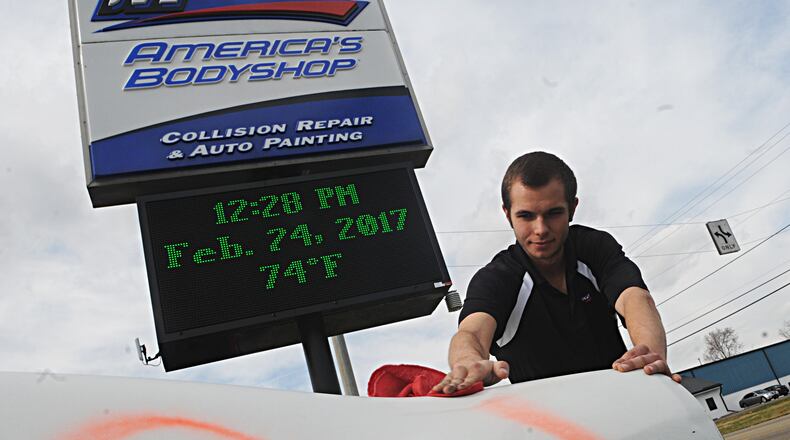 AMERICA'S
BODYSHOP
COLLISION REPAIR
& AUTO PAINTING
12:28 PM
Feb. 24, 2017
74°F
ONLY